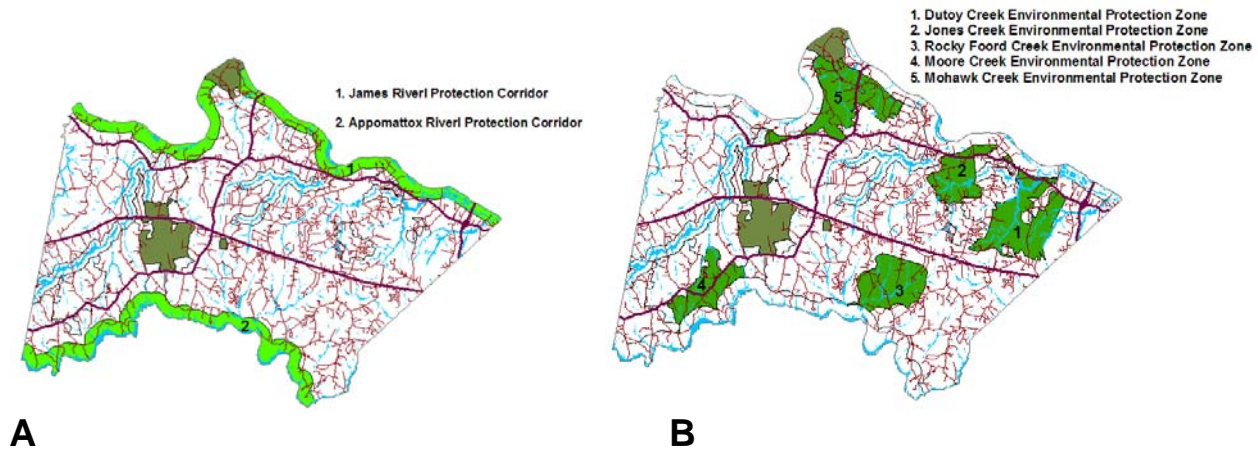 1. James Riverl Protection Corridor
2. Appomattox Riverl Protection Corridor
1
2
A
1. Dutoy Creek Environmental Protection Zone
2. Jones Creek Environmental Protection Zone
3. Rocky Foord Creek Environmental Protection Zone
4. Moore Creek Environmental Protection Zone
5. Mohawk Creek Environmental Protection Zone
5
2
1
4
3
B